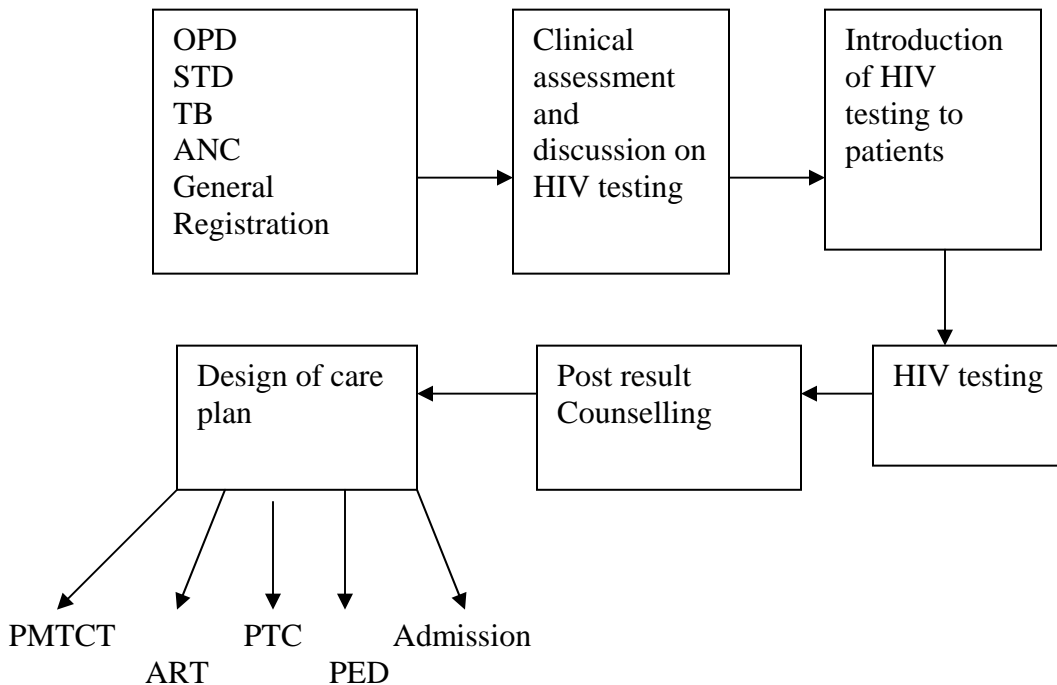 OPD
STD
TB
ANC
General
Registration
Clinical
assessment
and
discussion on
HIV testing
Introduction
of HIV
testing to
patients
HIV testing
Post result
Counselling
Design of care
plan
PMTCT
ART
PTC
PED
Admission